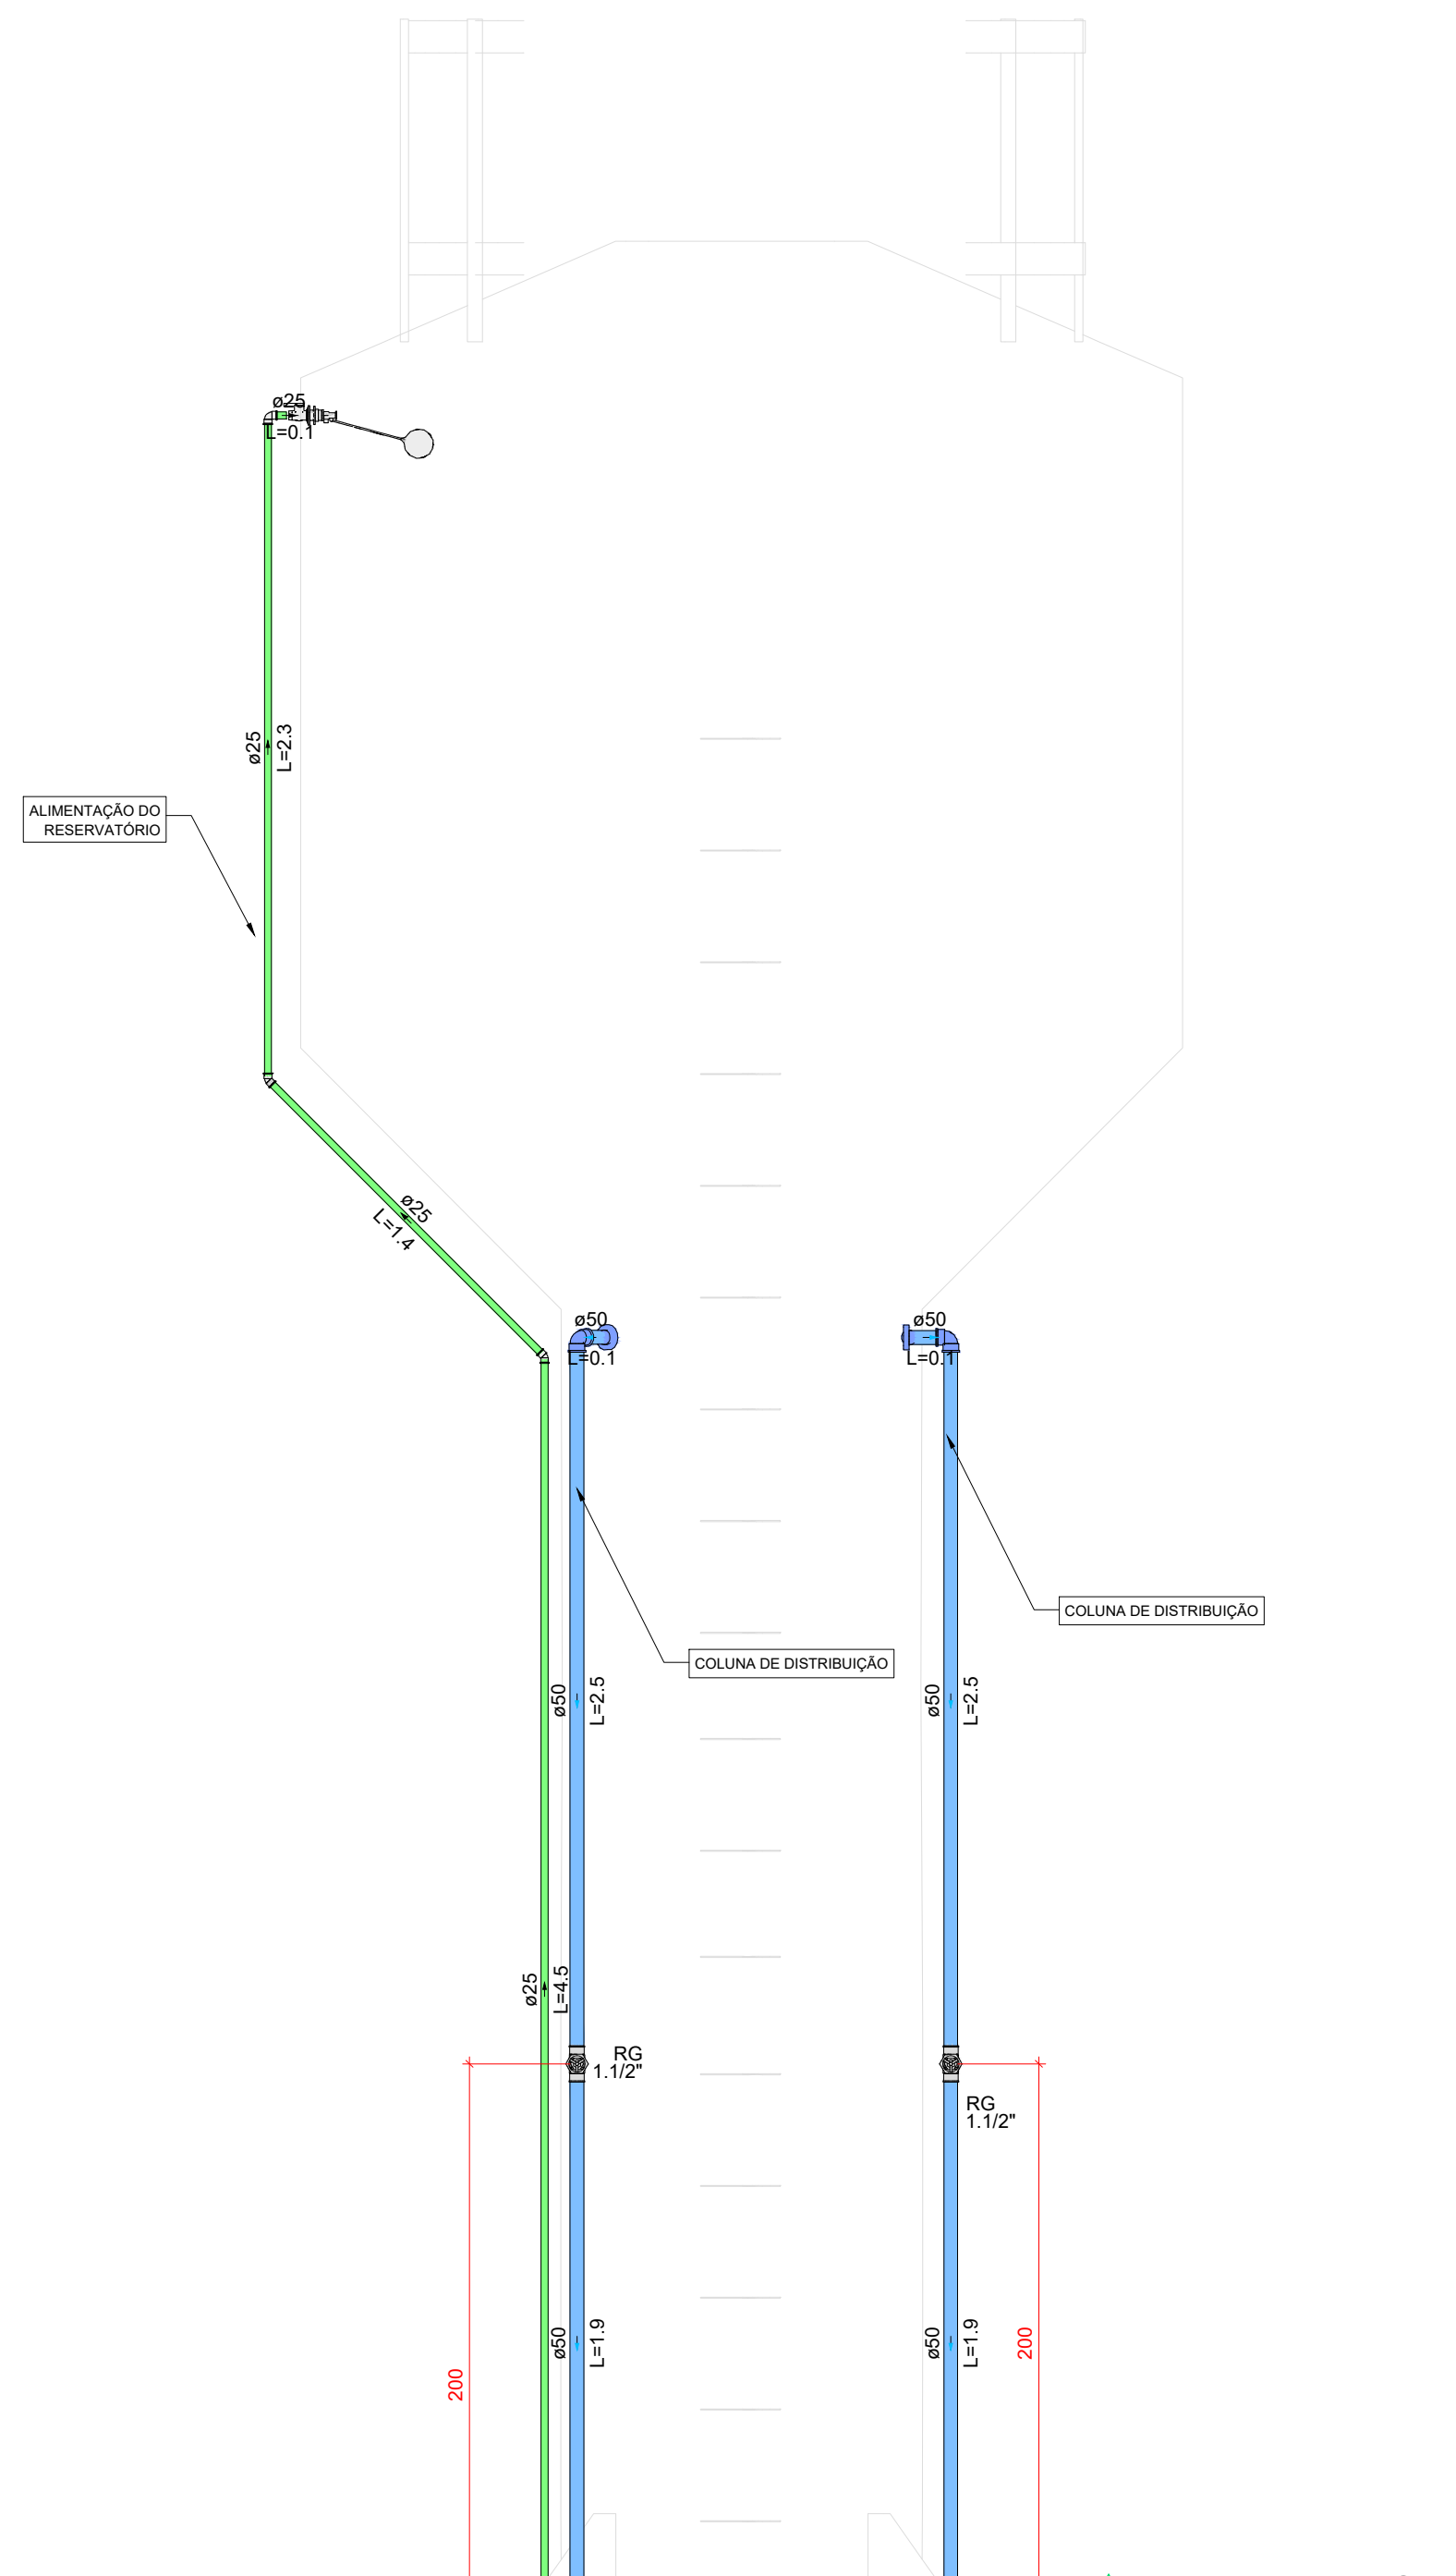 ø25
L=0.1
ø25
L=2.3
ALIMENTAÇÃO DO
RESERVATÓRIO
ø25
L=1.4
ø50
L=0.1
ø50
L=0.1
COLUNA DE DISTRIBUIÇÃO
COLUNA DE DISTRIBUIÇÃO
ø50
L=2.5
ø50
L=2.5
ø25
L=4.5
RG
1.1/2"
RG
1.1/2"
ø50
L=1.9
ø50
L=1.9
200
200